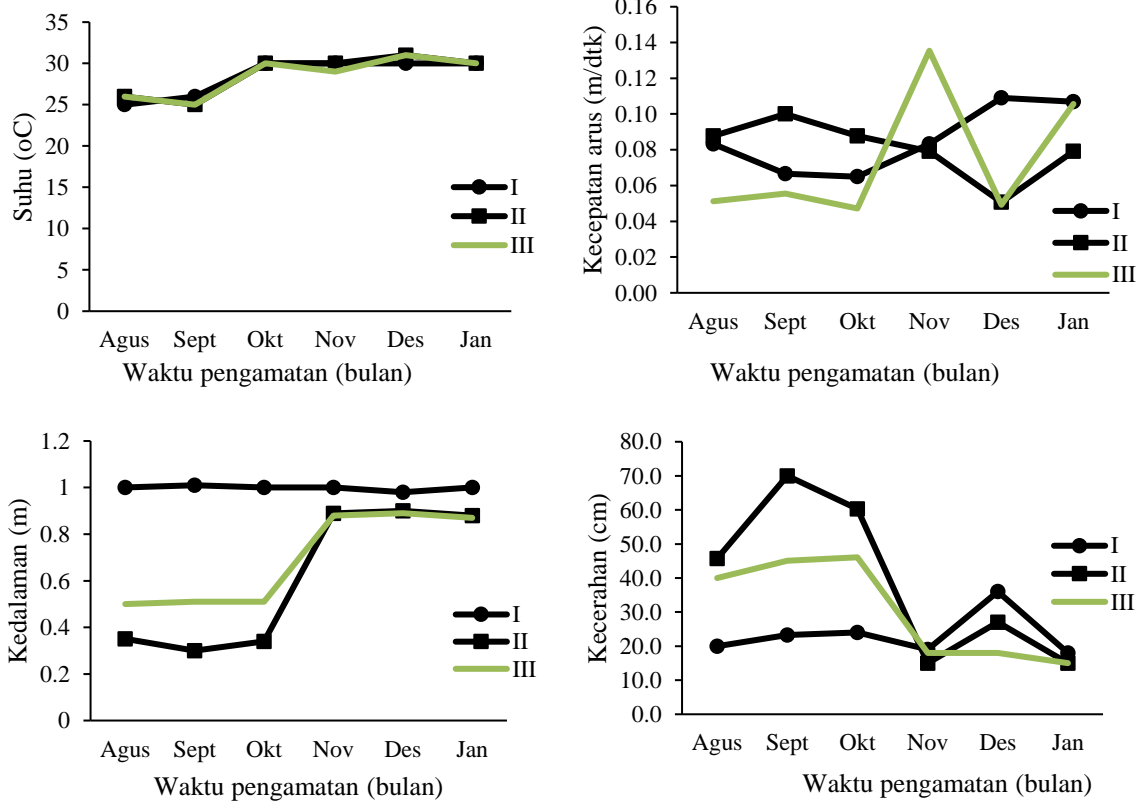 35
30
25
20
15
10
5
0
Suhu (oC)
I
II
III
Agus Sept Okt Nov Des Jan
Waktu pengamatan (bulan)
0.16
0.14
0.12
0.10
0.08
0.06
0.04
0.02
0.00
Kecepatan arus (m/dtk)
I
II
III
Agus Sept Okt Nov Des Jan
Waktu pengamatan (bulan)
1.2
1
0.8
0.6
0.4
0.2
0
Kedalaman (m)
I
II
III
Agus Sept Okt Nov Des Jan
Waktu pengamatan (bulan)
80.0
70.0
60.0
50.0
40.0
30.0
20.0
10.0
0.0
Kecerahan (cm)
I
II
III
Agus Sept Okt Nov Des Jan
Waktu pengamatan (bulan)